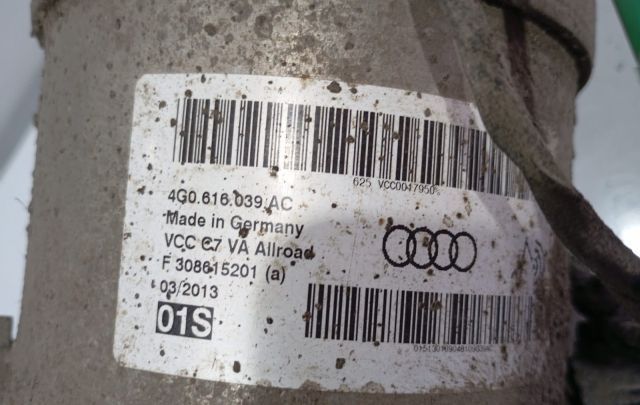 625 VCC0047950%
4G0.616.039.AC
Made in Germany
VCC C7 VA Allroad
F 308615201 (a)
03/2013
01S